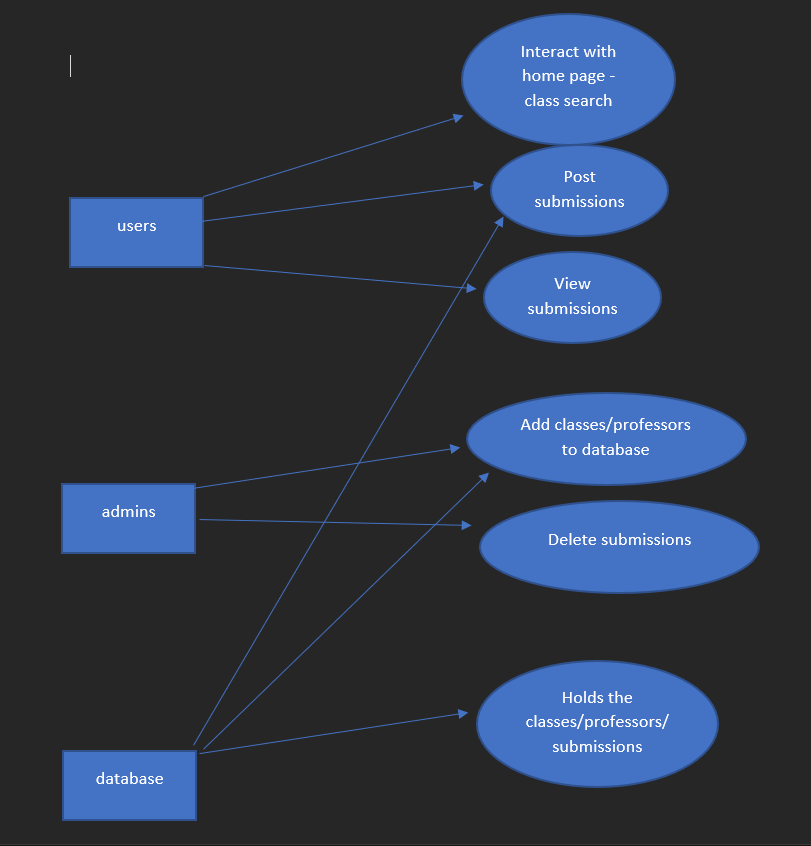 Interact with
home page -
class search
Post
submissions
users
View
submissions
Add classes/professors
to database
admins
Delete submissions
Holds the
classes/professors/
submissions
database